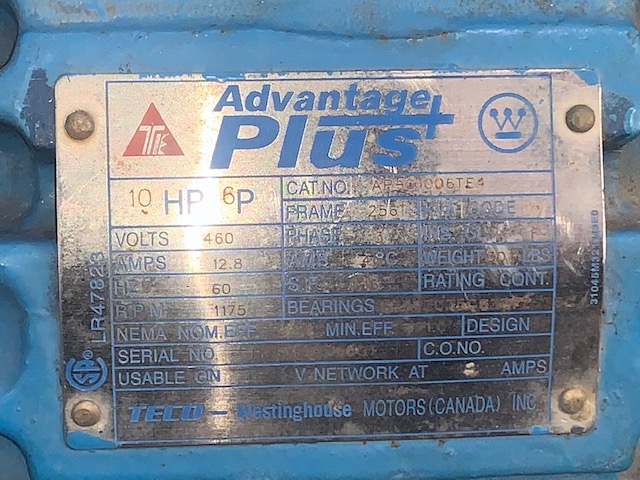 Advantage
Plus+
W
10 HP 6P
CAT.NO.
FRAME 256T
VOLTS 460 PHASE
AMPS 12.8 WEIGHT LBS
HZ 60 S.F. RATING CONT.
R.P.M. 1175 BEARINGS
NEMA NOM.EFF. MIN.EFF. DESIGN
SERIAL NO. C.O.NO.
USABLE ON V NETWORK AT AMPS
TECO – Westinghouse MOTORS (CANADA) INC.
LR47823